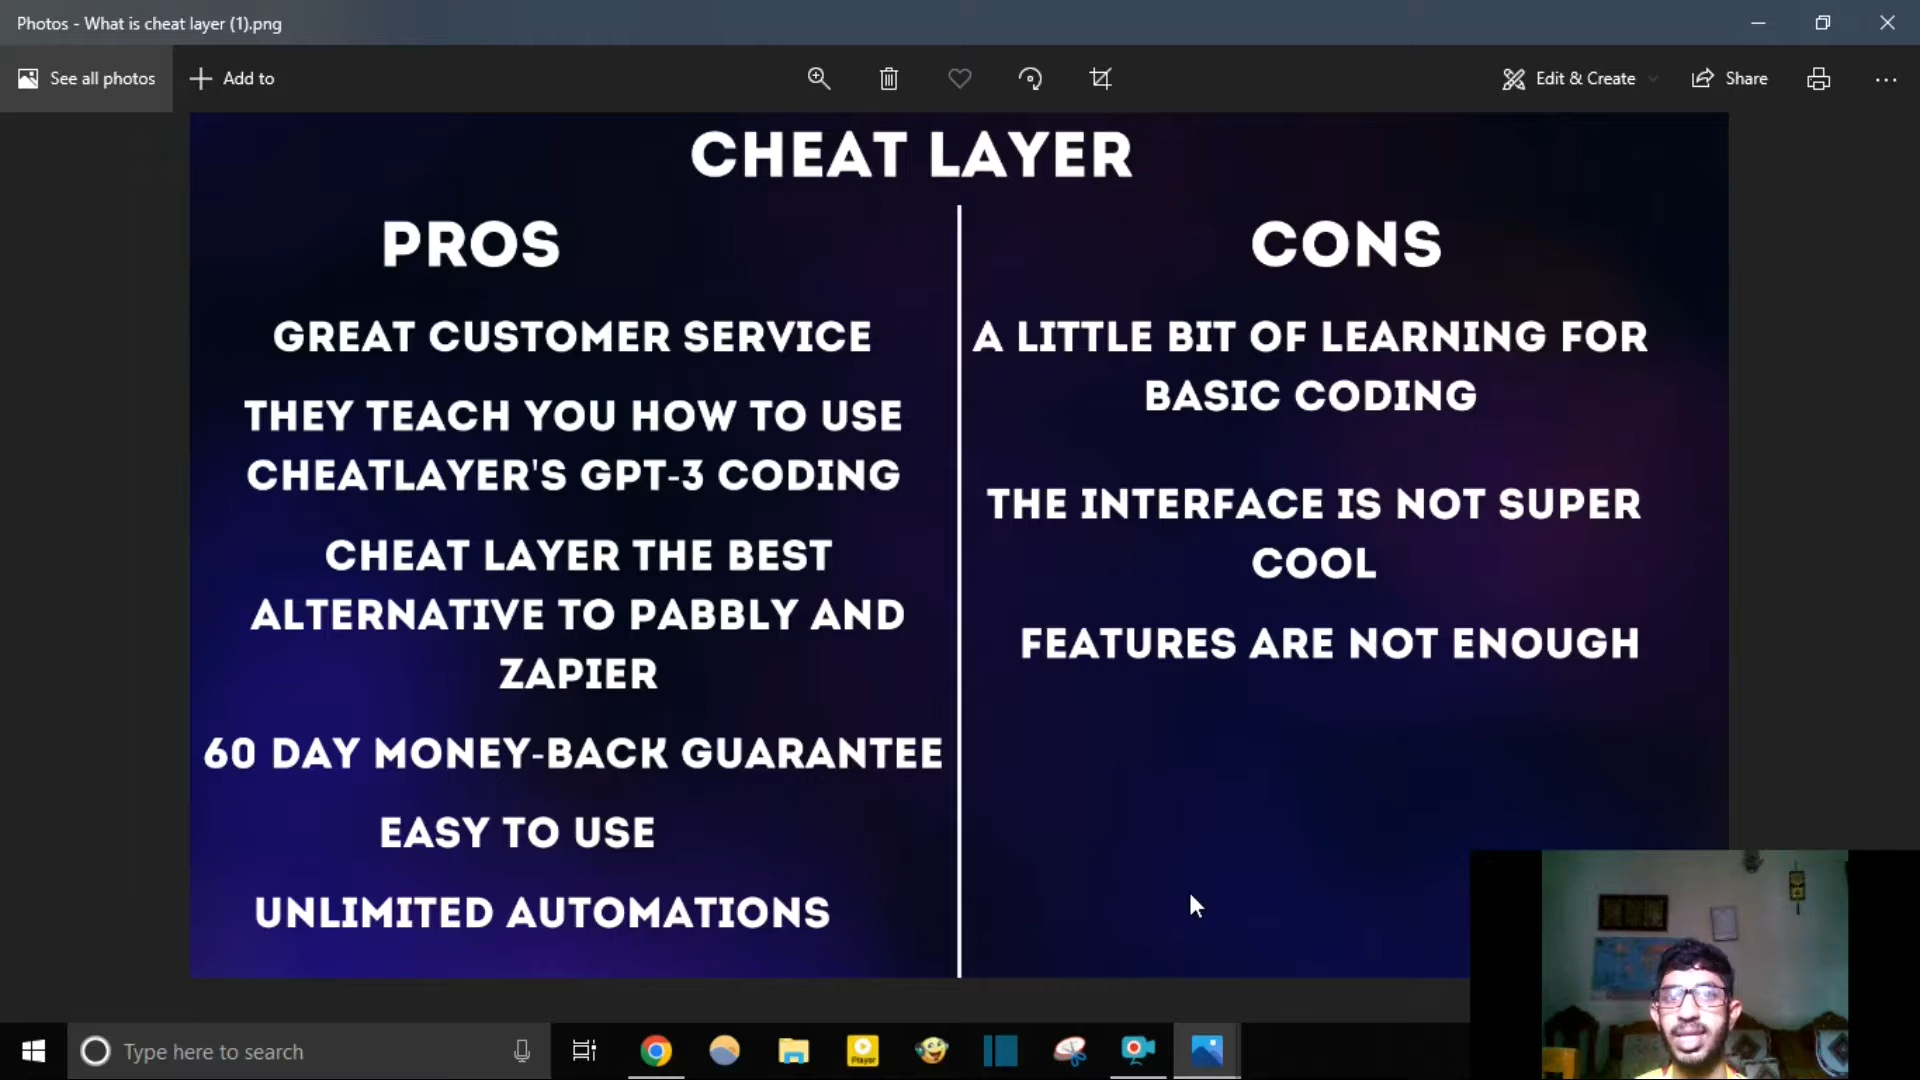 Photos - What is cheat layer (1).png
See all photos
Add to
Edit & Create
Share
CHEAT LAYER
PROS
GREAT CUSTOMER SERVICE
THEY TEACH YOU HOW TO USE
CHEATLAYER'S GPT-3 CODING
CHEAT LAYER THE BEST
ALTERNATIVE TO PABBLY AND
ZAPIER
60 DAY MONEY-BACK GUARANTEE
EASY TO USE
UNLIMITED AUTOMATIONS
CONS
A LITTLE BIT OF LEARNING FOR
BASIC CODING
THE INTERFACE IS NOT SUPER
COOL
FEATURES ARE NOT ENOUGH
Type here to search
Player